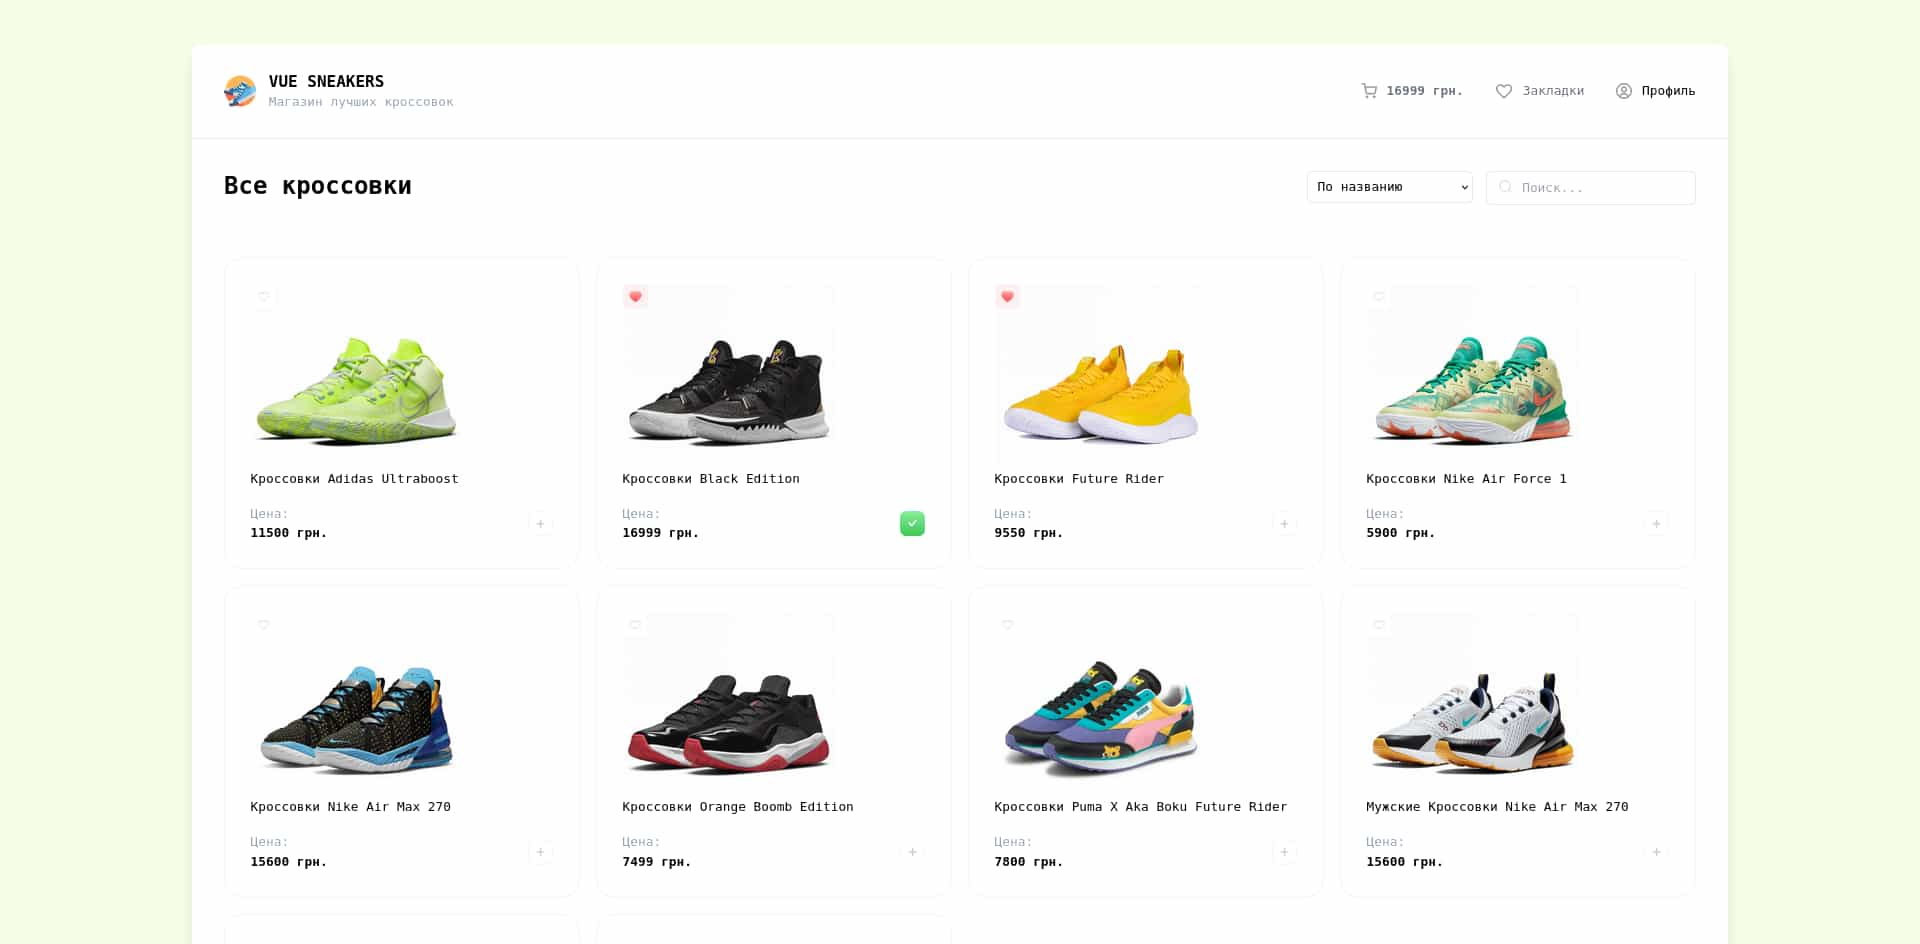 VUE SNEAKERS
Магазин лучших кроссовок
16999 грн.
Закладки
Профиль
Все кроссовки
По названию
Поиск...
Кроссовки Adidas Ultraboost
Цена:
11500 грн.
Кроссовки Black Edition
Цена:
16999 грн.
Кроссовки Future Rider
Цена:
9550 грн.
Кроссовки Nike Air Force 1
Цена:
5900 грн.
Кроссовки Nike Air Max 270
Цена:
15600 грн.
Кроссовки Orange Boomb Edition
Цена:
7499 грн.
Кроссовки Puma X Aka Boku Future Rider
Цена:
7800 грн.
Мужские Кроссовки Nike Air Max 270
Цена:
15600 грн.